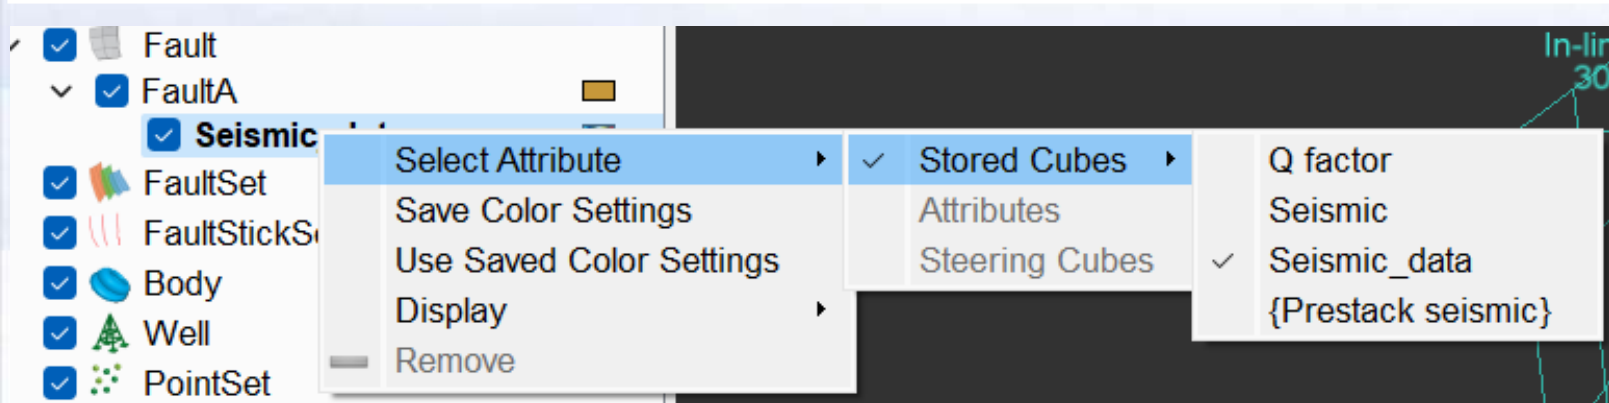 Fault
FaultA
Seismic
FaultSet
FaultStickSe
Body
Well
PointSet
Select Attribute
Save Color Settings
Use Saved Color Settings
Display
Remove
Stored Cubes
Attributes
Steering Cubes
Q factor
Seismic
Seismic_data
{Prestack seismic}
In-lin
30